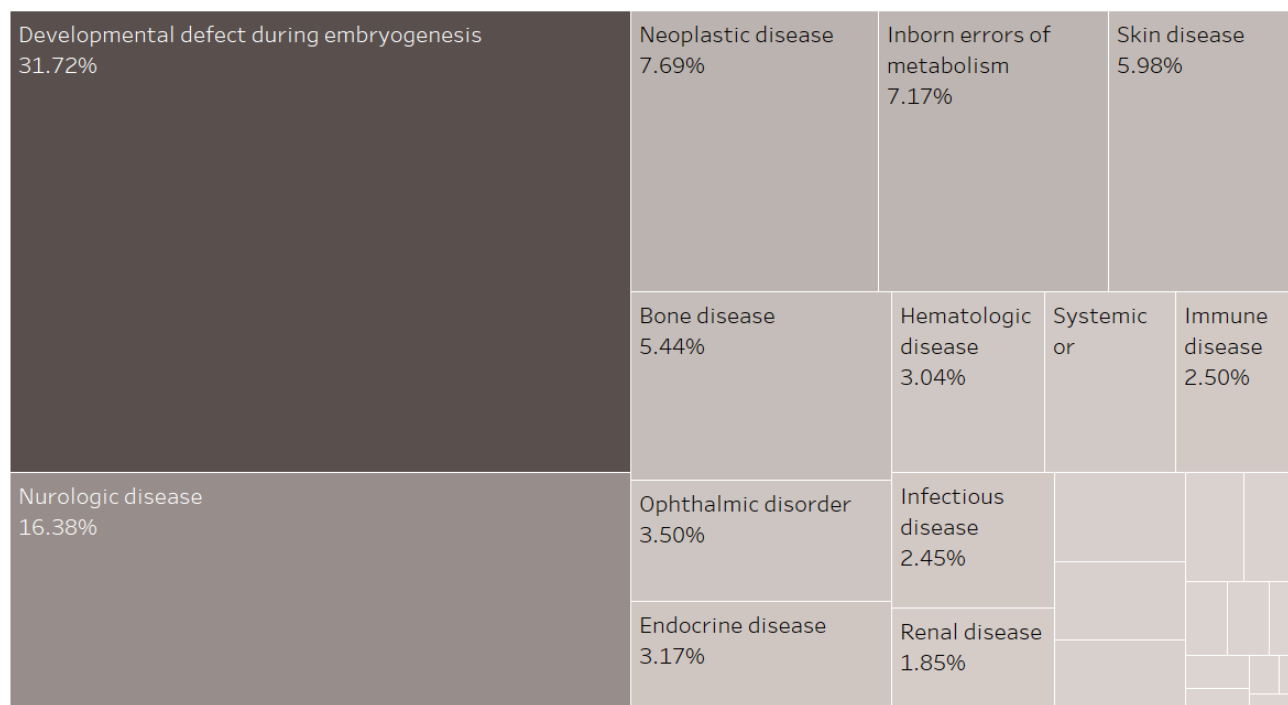 Developmental defect during embryogenesis
31.72%
Nurologic disease
16.38%
Neoplastic disease
7.69%
Inborn errors of
metabolism
7.17%
Skin disease
5.98%
Bone disease
5.44%
Hematologic
disease
3.04%
Systemic
or
Immune
disease
2.50%
Ophthalmic disorder
3.50%
Endocrine disease
3.17%
Infectious
disease
2.45%
Renal disease
1.85%